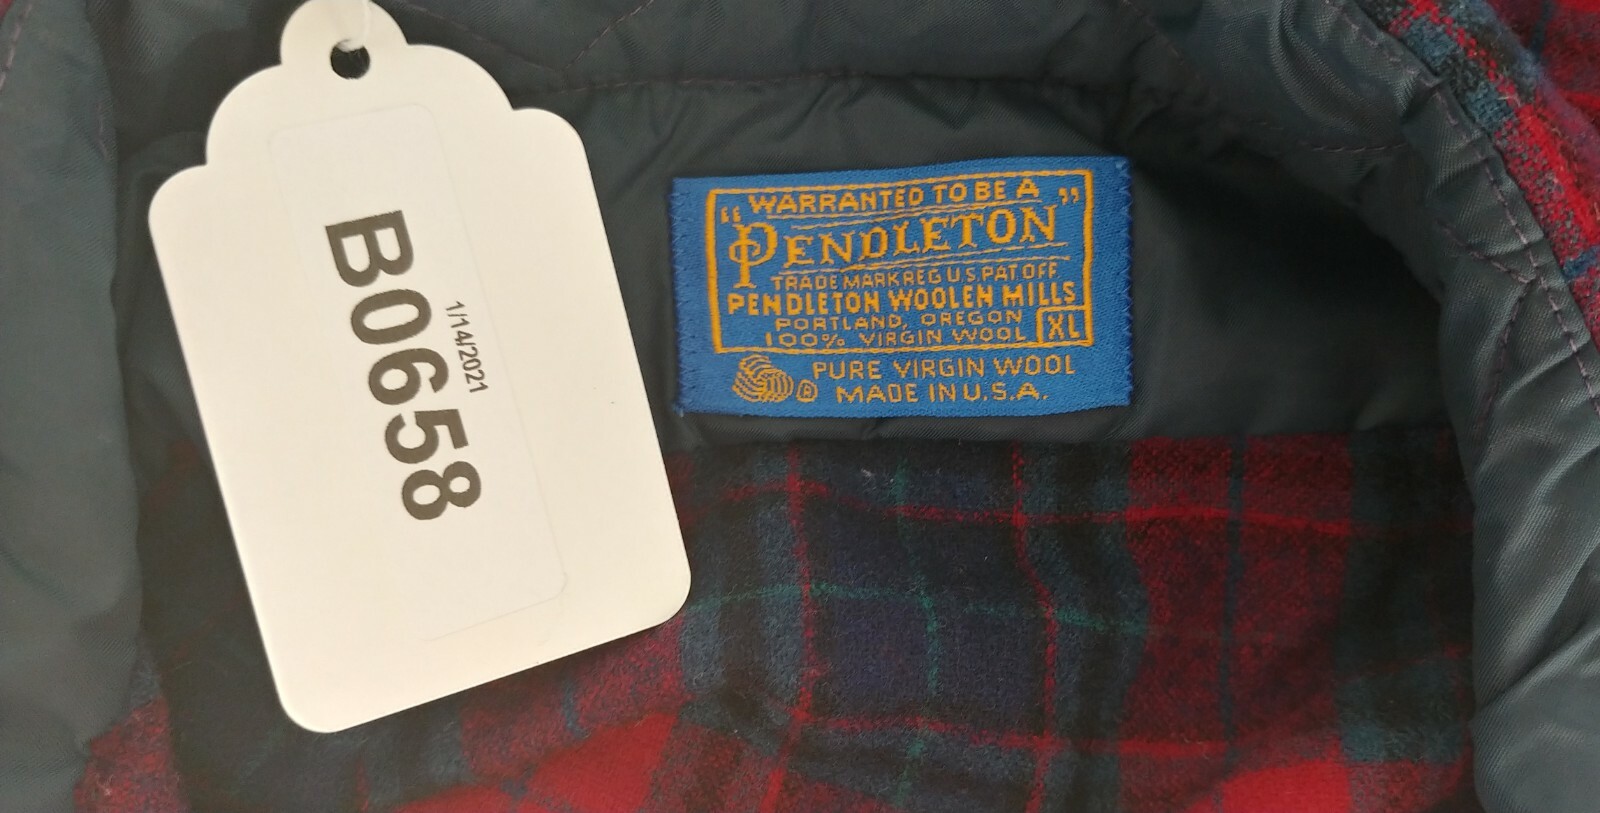 B0658
1/14/2021
"WARRANTED TO BE A
PENDLETON"
TRADE MARK REG U.S. PAT OFF.
PENDLETON WOOLEN MILLS
PORTLAND, OREGON
100% VIRGIN WOOL XL
® PURE VIRGIN WOOL
MADE IN U.S.A.